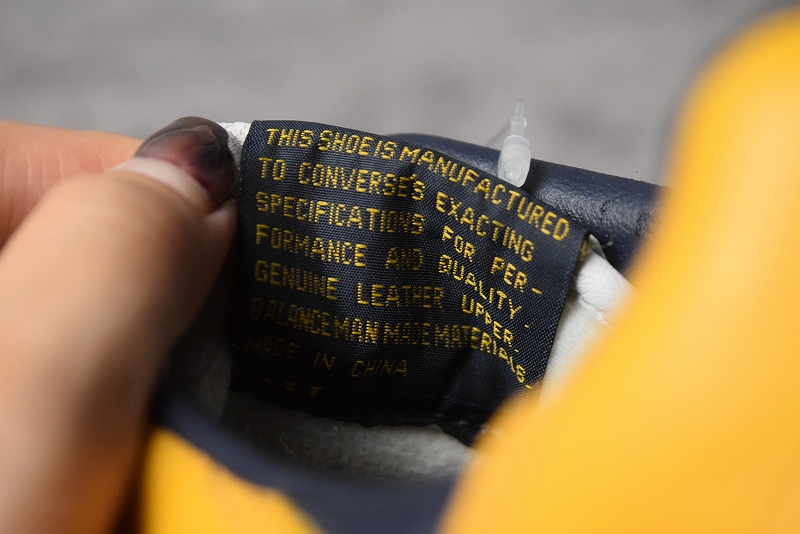 THIS SHOE IS MANUFACTURED
TO CONVERSE'S EXACTING
SPECIFICATIONS FOR PER-
FORMANCE AND QUALITY.
GENUINE LEATHER UPPER.
BALANCE MAN MADE MATERIALS.
MADE IN CHINA